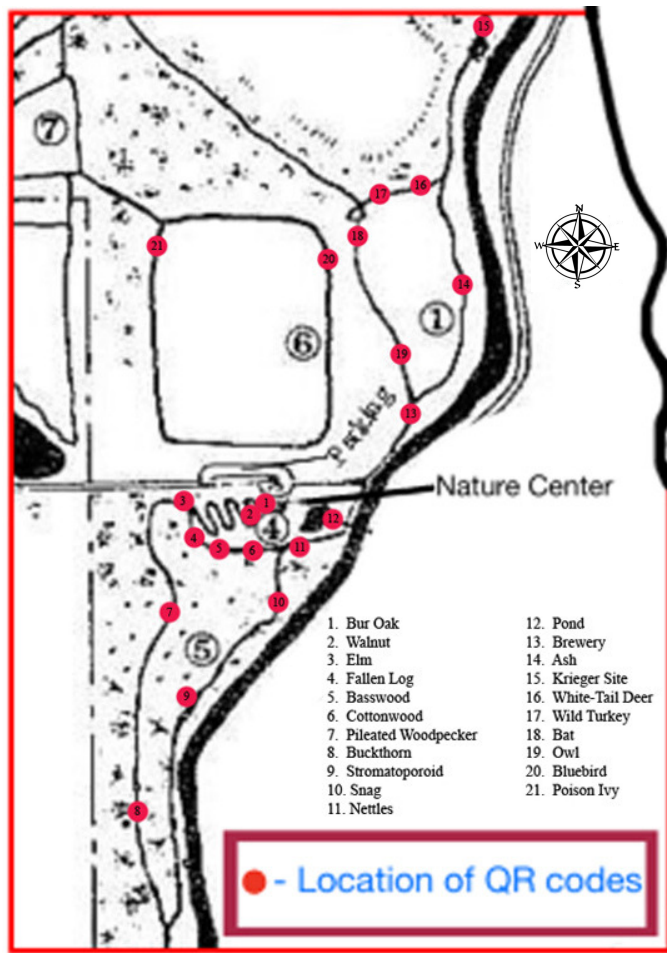 15
7
17
16
N
W
E
S
18
21
20
14
1
6
19
13
Parking
Nature Center
3
1
2
12
4
4
5
6
11
10
7
5
9
8
1. Bur Oak
2. Walnut
3. Elm
4. Fallen Log
5. Basswood
6. Cottonwood
7. Pileated Woodpecker
8. Buckthorn
9. Stromatoporoid
10. Snag
11. Nettles
12. Pond
13. Brewery
14. Ash
15. Krieger Site
16. White-Tail Deer
17. Wild Turkey
18. Bat
19. Owl
20. Bluebird
21. Poison Ivy
- Location of QR codes